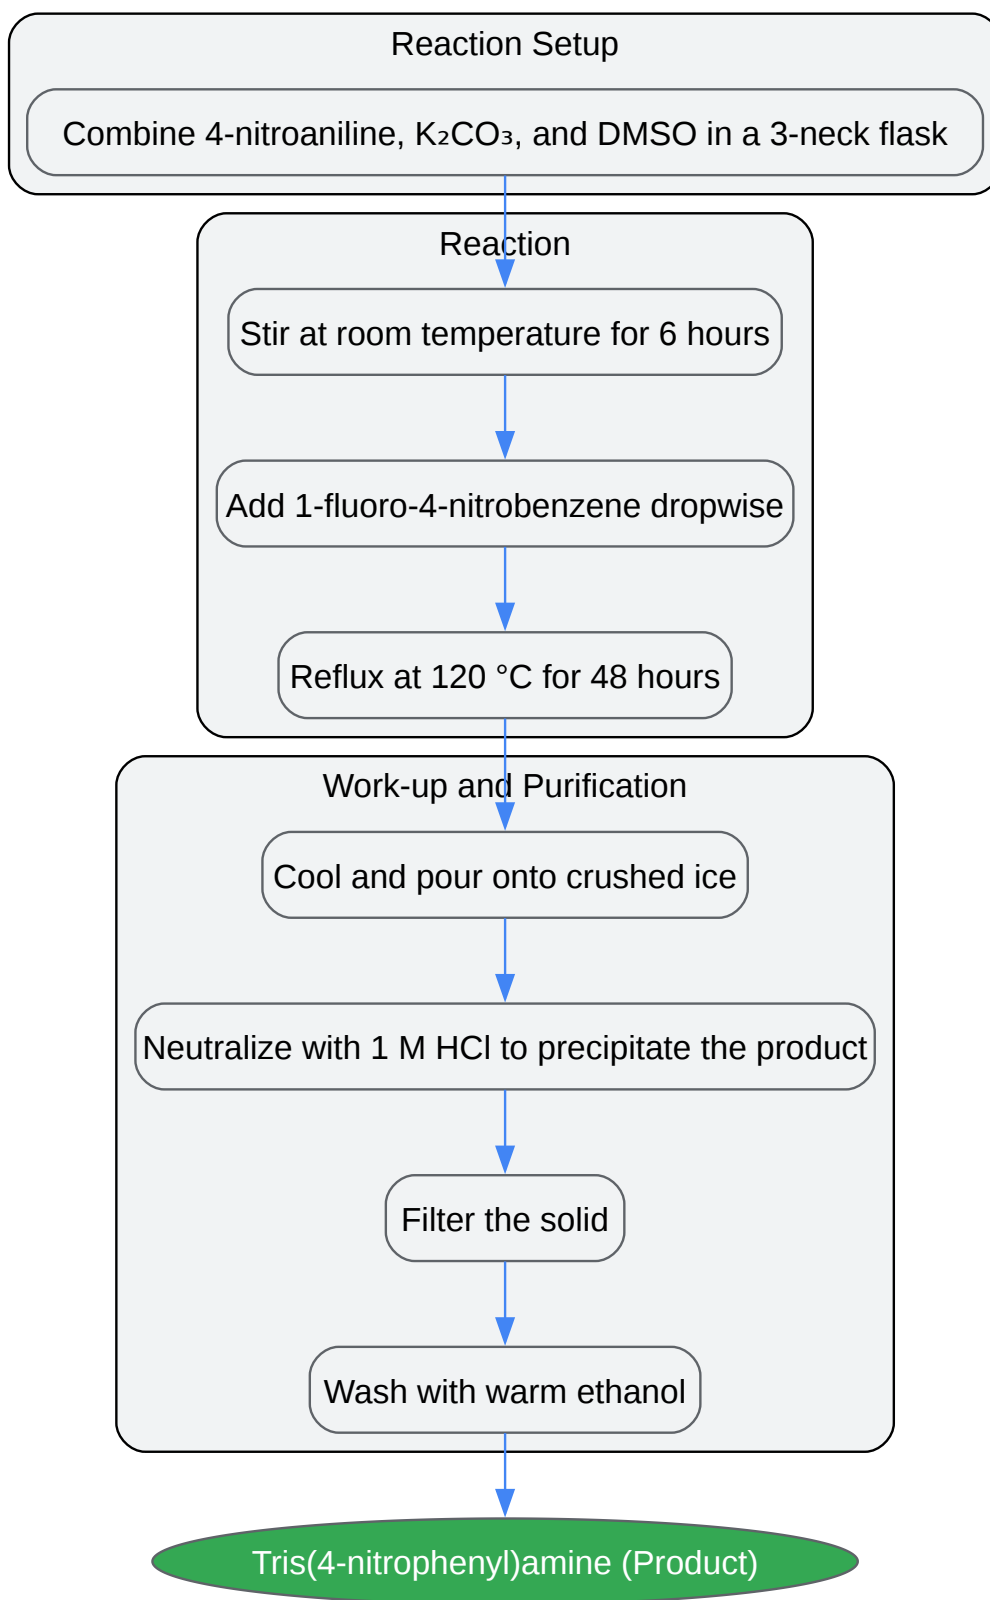 Reaction Setup
Combine 4-nitroaniline, K₂CO₃, and DMSO in a 3-neck flask
Reaction
Stir at room temperature for 6 hours
Add 1-fluoro-4-nitrobenzene dropwise
Reflux at 120 °C for 48 hours
Work-up and Purification
Cool and pour onto crushed ice
Neutralize with 1 M HCl to precipitate the product
Filter the solid
Wash with warm ethanol
Tris(4-nitrophenyl)amine (Product)